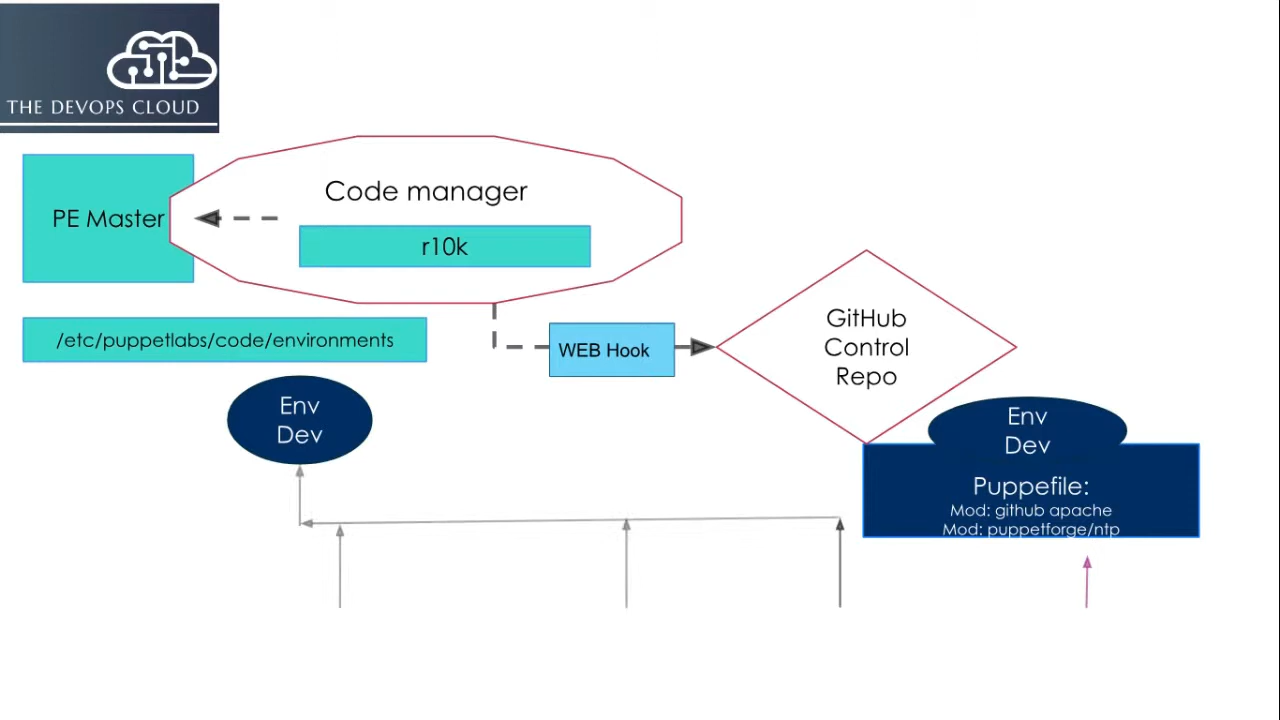 THE DEVOPS CLOUD
PE Master
Code manager
r10k
/etc/puppetlabs/code/environments
WEB Hook
GitHub
Control
Repo
Env
Dev
Env
Dev
Puppefile:
Mod: github apache
Mod: puppetforge/ntp